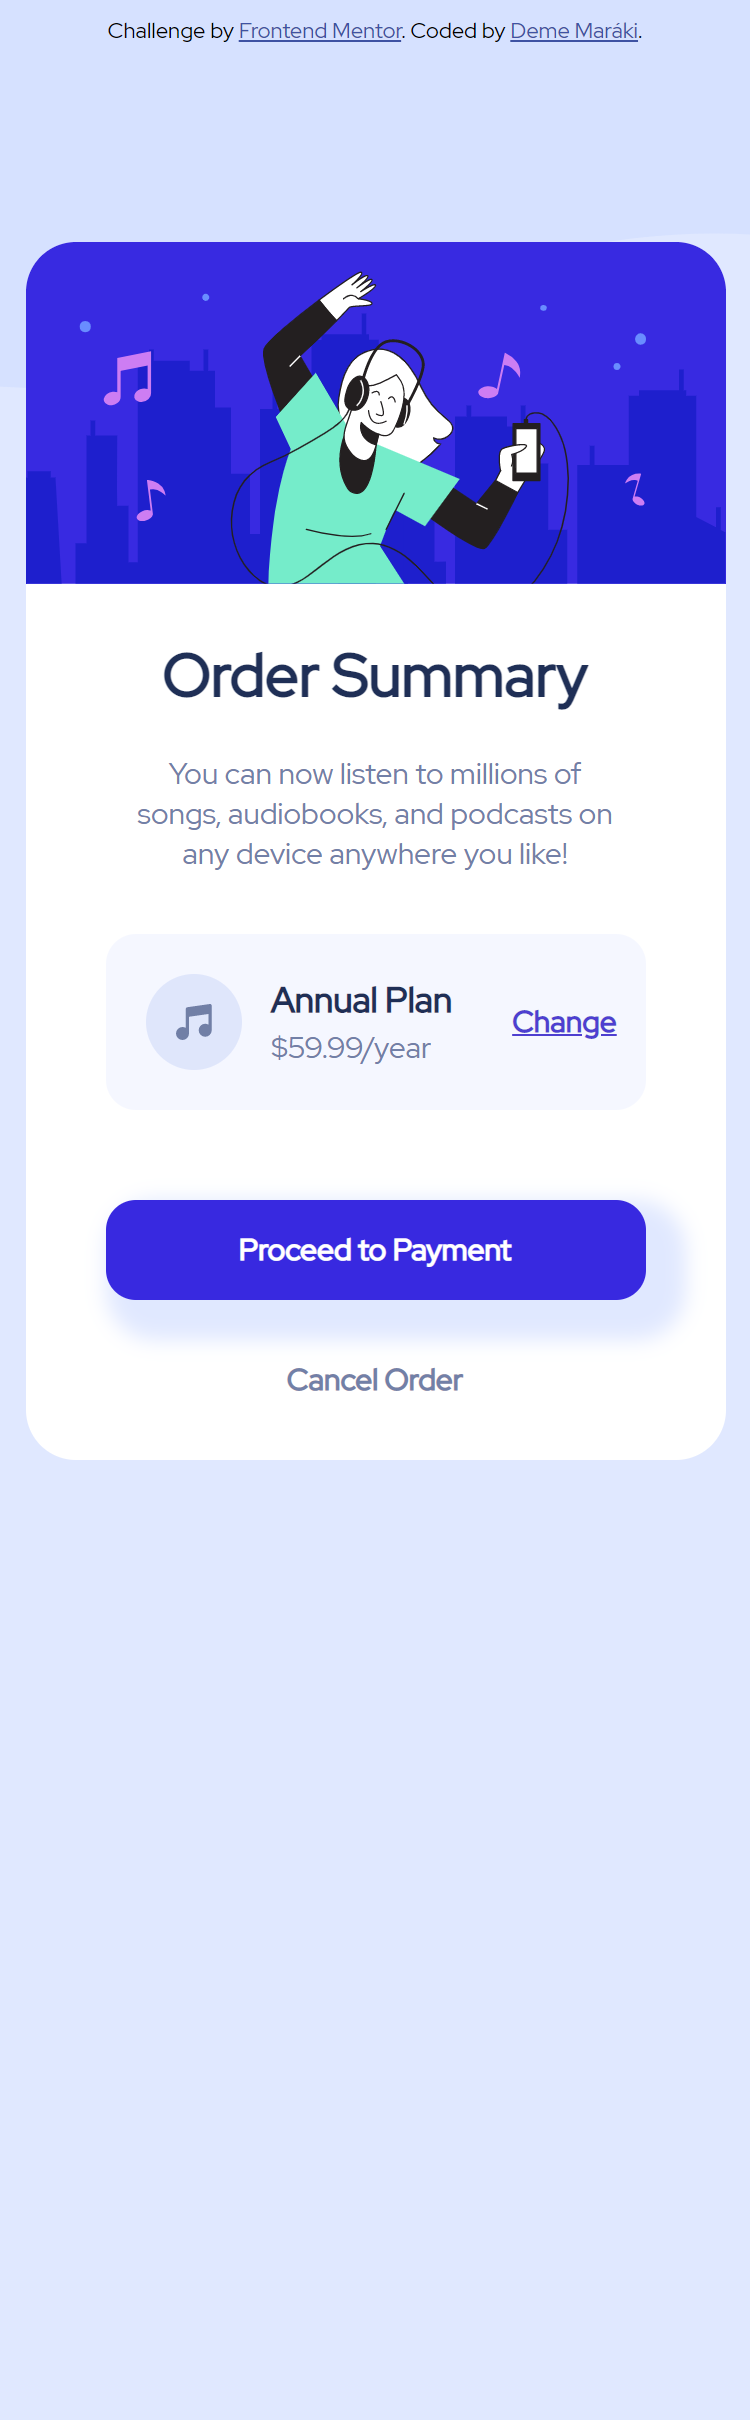 Challenge by Frontend Mentor. Coded by Deme Maráki.
Order Summary
You can now listen to millions of
songs, audiobooks, and podcasts on
any device anywhere you like!
Annual Plan
$59.99/year
Change
Proceed to Payment
Cancel Order